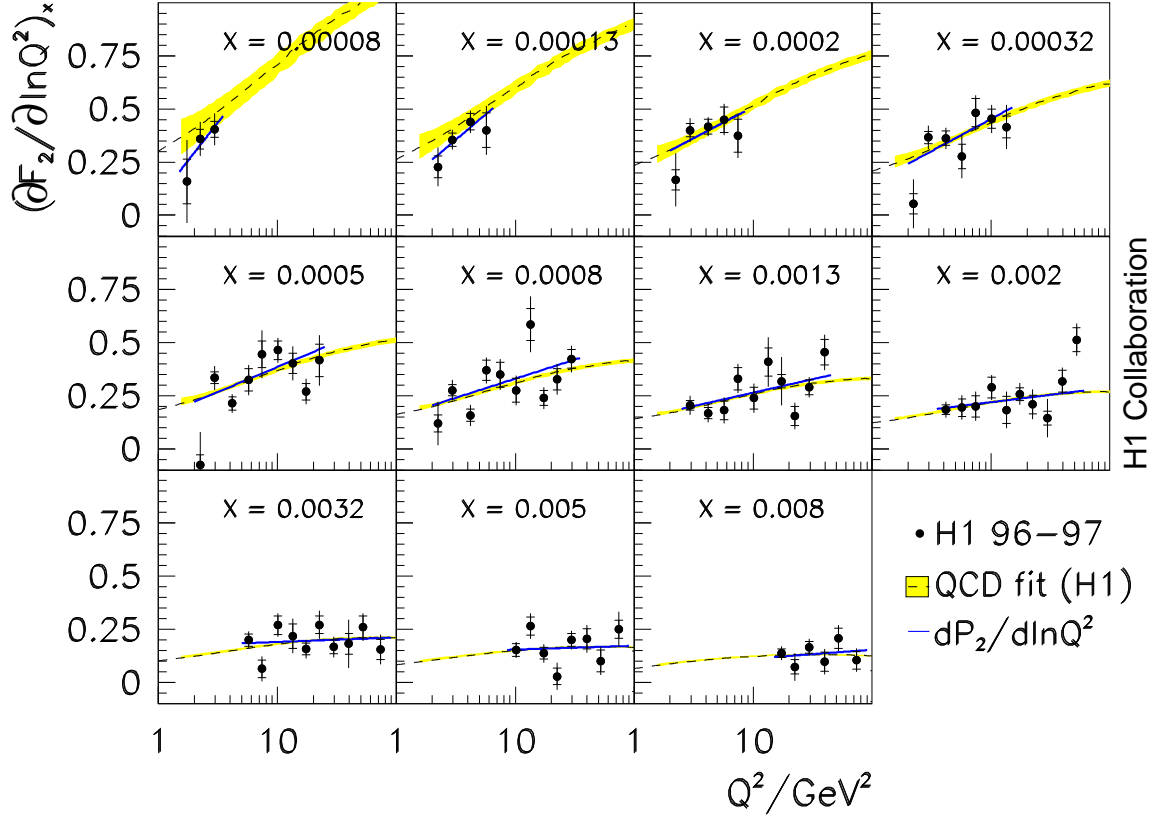 (∂F₂/∂lnQ²)ₓ
X = 0.00008
X = 0.00013
X = 0.0002
X = 0.00032
0.75
0.5
0.25
0
X = 0.0005
X = 0.0008
X = 0.0013
X = 0.002
0.75
0.5
0.25
0
H1 Collaboration
X = 0.0032
X = 0.005
X = 0.008
0.75
0.5
0.25
0
H1 96-97
QCD fit (H1)
dP₂/dlnQ²
1 10 1 10 1 10
Q²/GeV²